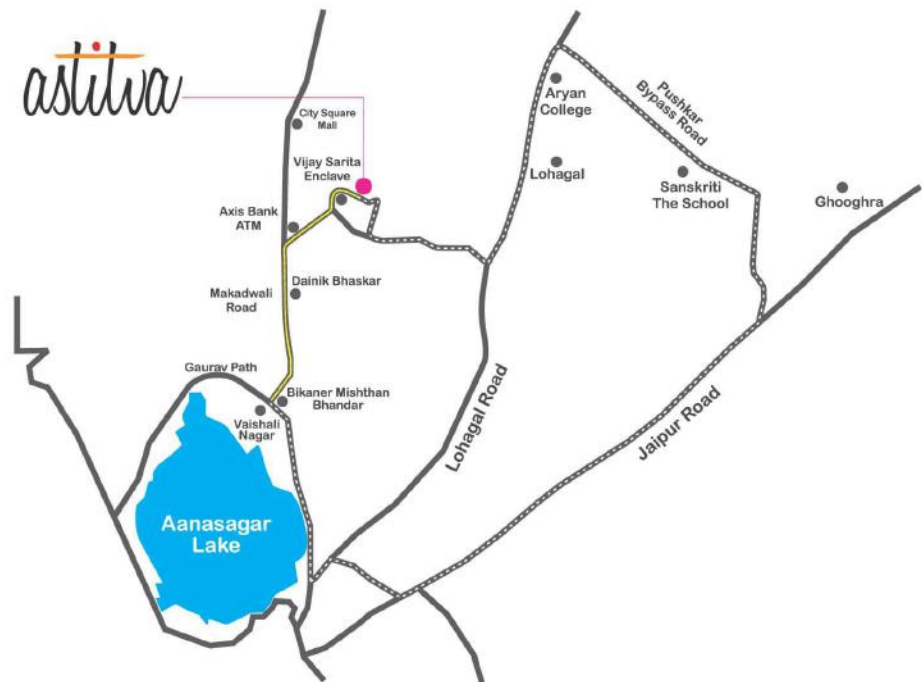 astitva
City Square
Mall
Vijay Sarita
Enclave
Axis Bank
ATM
Dainik Bhaskar
Makadwali
Road
Gaurav Path
Bikaner Mishthan
Bhandar
Vaishali
Nagar
Aanasagar
Lake
Lohagal Road
Jaipur Road
Aryan
College
Lohagal
Pushkar
Bypass Road
Sanskriti
The School
Ghooghra